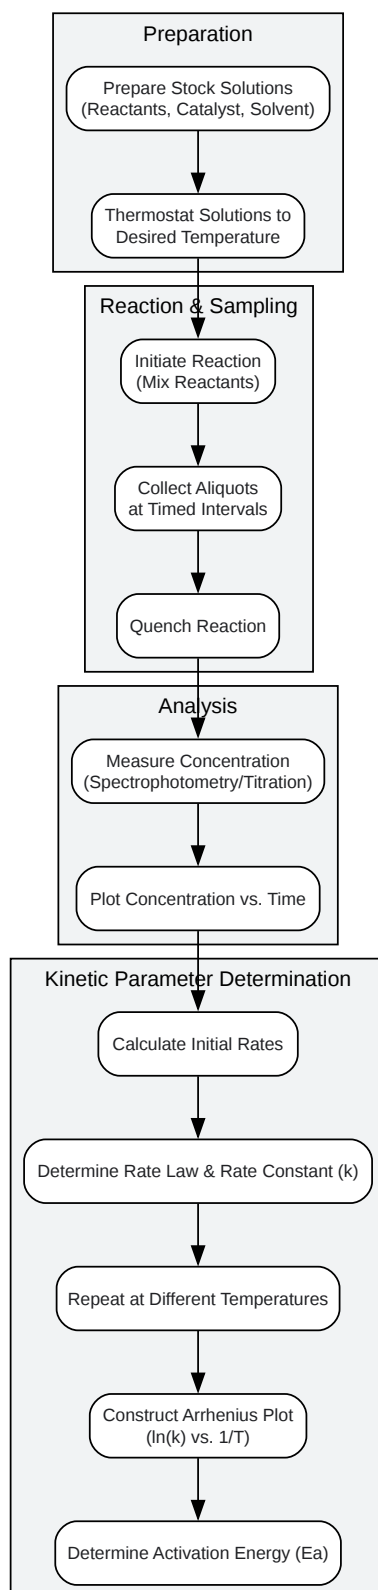 Preparation
Prepare Stock Solutions
(Reactants, Catalyst, Solvent)
Thermostat Solutions to
Desired Temperature
Reaction & Sampling
Initiate Reaction
(Mix Reactants)
Collect Aliquots
at Timed Intervals
Quench Reaction
Analysis
Measure Concentration
(Spectrophotometry/Titration)
Plot Concentration vs. Time
Kinetic Parameter Determination
Calculate Initial Rates
Determine Rate Law & Rate Constant (k)
Repeat at Different Temperatures
Construct Arrhenius Plot
(ln(k) vs. 1/T)
Determine Activation Energy (Ea)